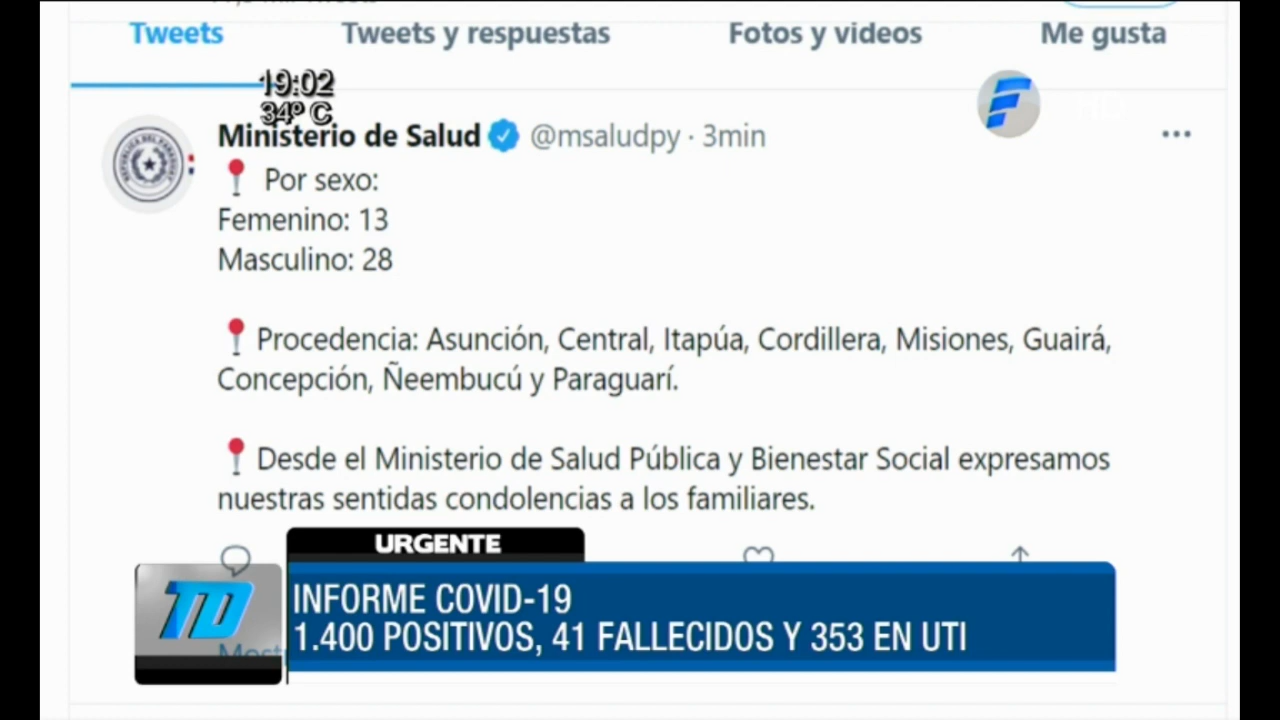 Tweets
Tweets y respuestas
Fotos y videos
Me gusta
19:02
34º C
Ministerio de Salud @msaludpy · 3min
Por sexo:
Femenino: 13
Masculino: 28
Procedencia: Asunción, Central, Itapúa, Cordillera, Misiones, Guairá,
Concepción, Ñeembucú y Paraguarí.
Desde el Ministerio de Salud Pública y Bienestar Social expresamos
nuestras sentidas condolencias a los familiares.
URGENTE
TD
INFORME COVID-19
1.400 POSITIVOS, 41 FALLECIDOS Y 353 EN UTI